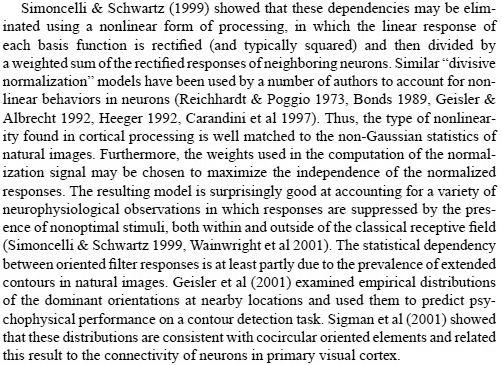 Simoncelli & Schwartz (1999) showed that these dependencies may be elim-
inated using a nonlinear form of processing, in which the linear response of
each basis function is rectified (and typically squared) and then divided by
a weighted sum of the rectified responses of neighboring neurons. Similar “divisive
normalization” models have been used by a number of authors to account for non-
linear behaviors in neurons (Reichhardt & Poggio 1973, Bonds 1989, Geisler &
Albrecht 1992, Heeger 1992, Carandini et al 1997). Thus, the type of nonlinear-
ity found in cortical processing is well matched to the non-Gaussian statistics of
natural images. Furthermore, the weights used in the computation of the normal-
ization signal may be chosen to maximize the independence of the normalized
responses. The resulting model is surprisingly good at accounting for a variety of
neurophysiological observations in which responses are suppressed by the pres-
ence of nonoptimal stimuli, both within and outside of the classical receptive field
(Simoncelli & Schwartz 1999, Wainwright et al 2001). The statistical dependency
between oriented filter responses is at least partly due to the prevalence of extended
contours in natural images. Geisler et al (2001) examined empirical distributions
of the dominant orientations at nearby locations and used them to predict psy-
chophysical performance on a contour detection task. Sigman et al (2001) showed
that these distributions are consistent with cocircular oriented elements and related
this result to the connectivity of neurons in primary visual cortex.